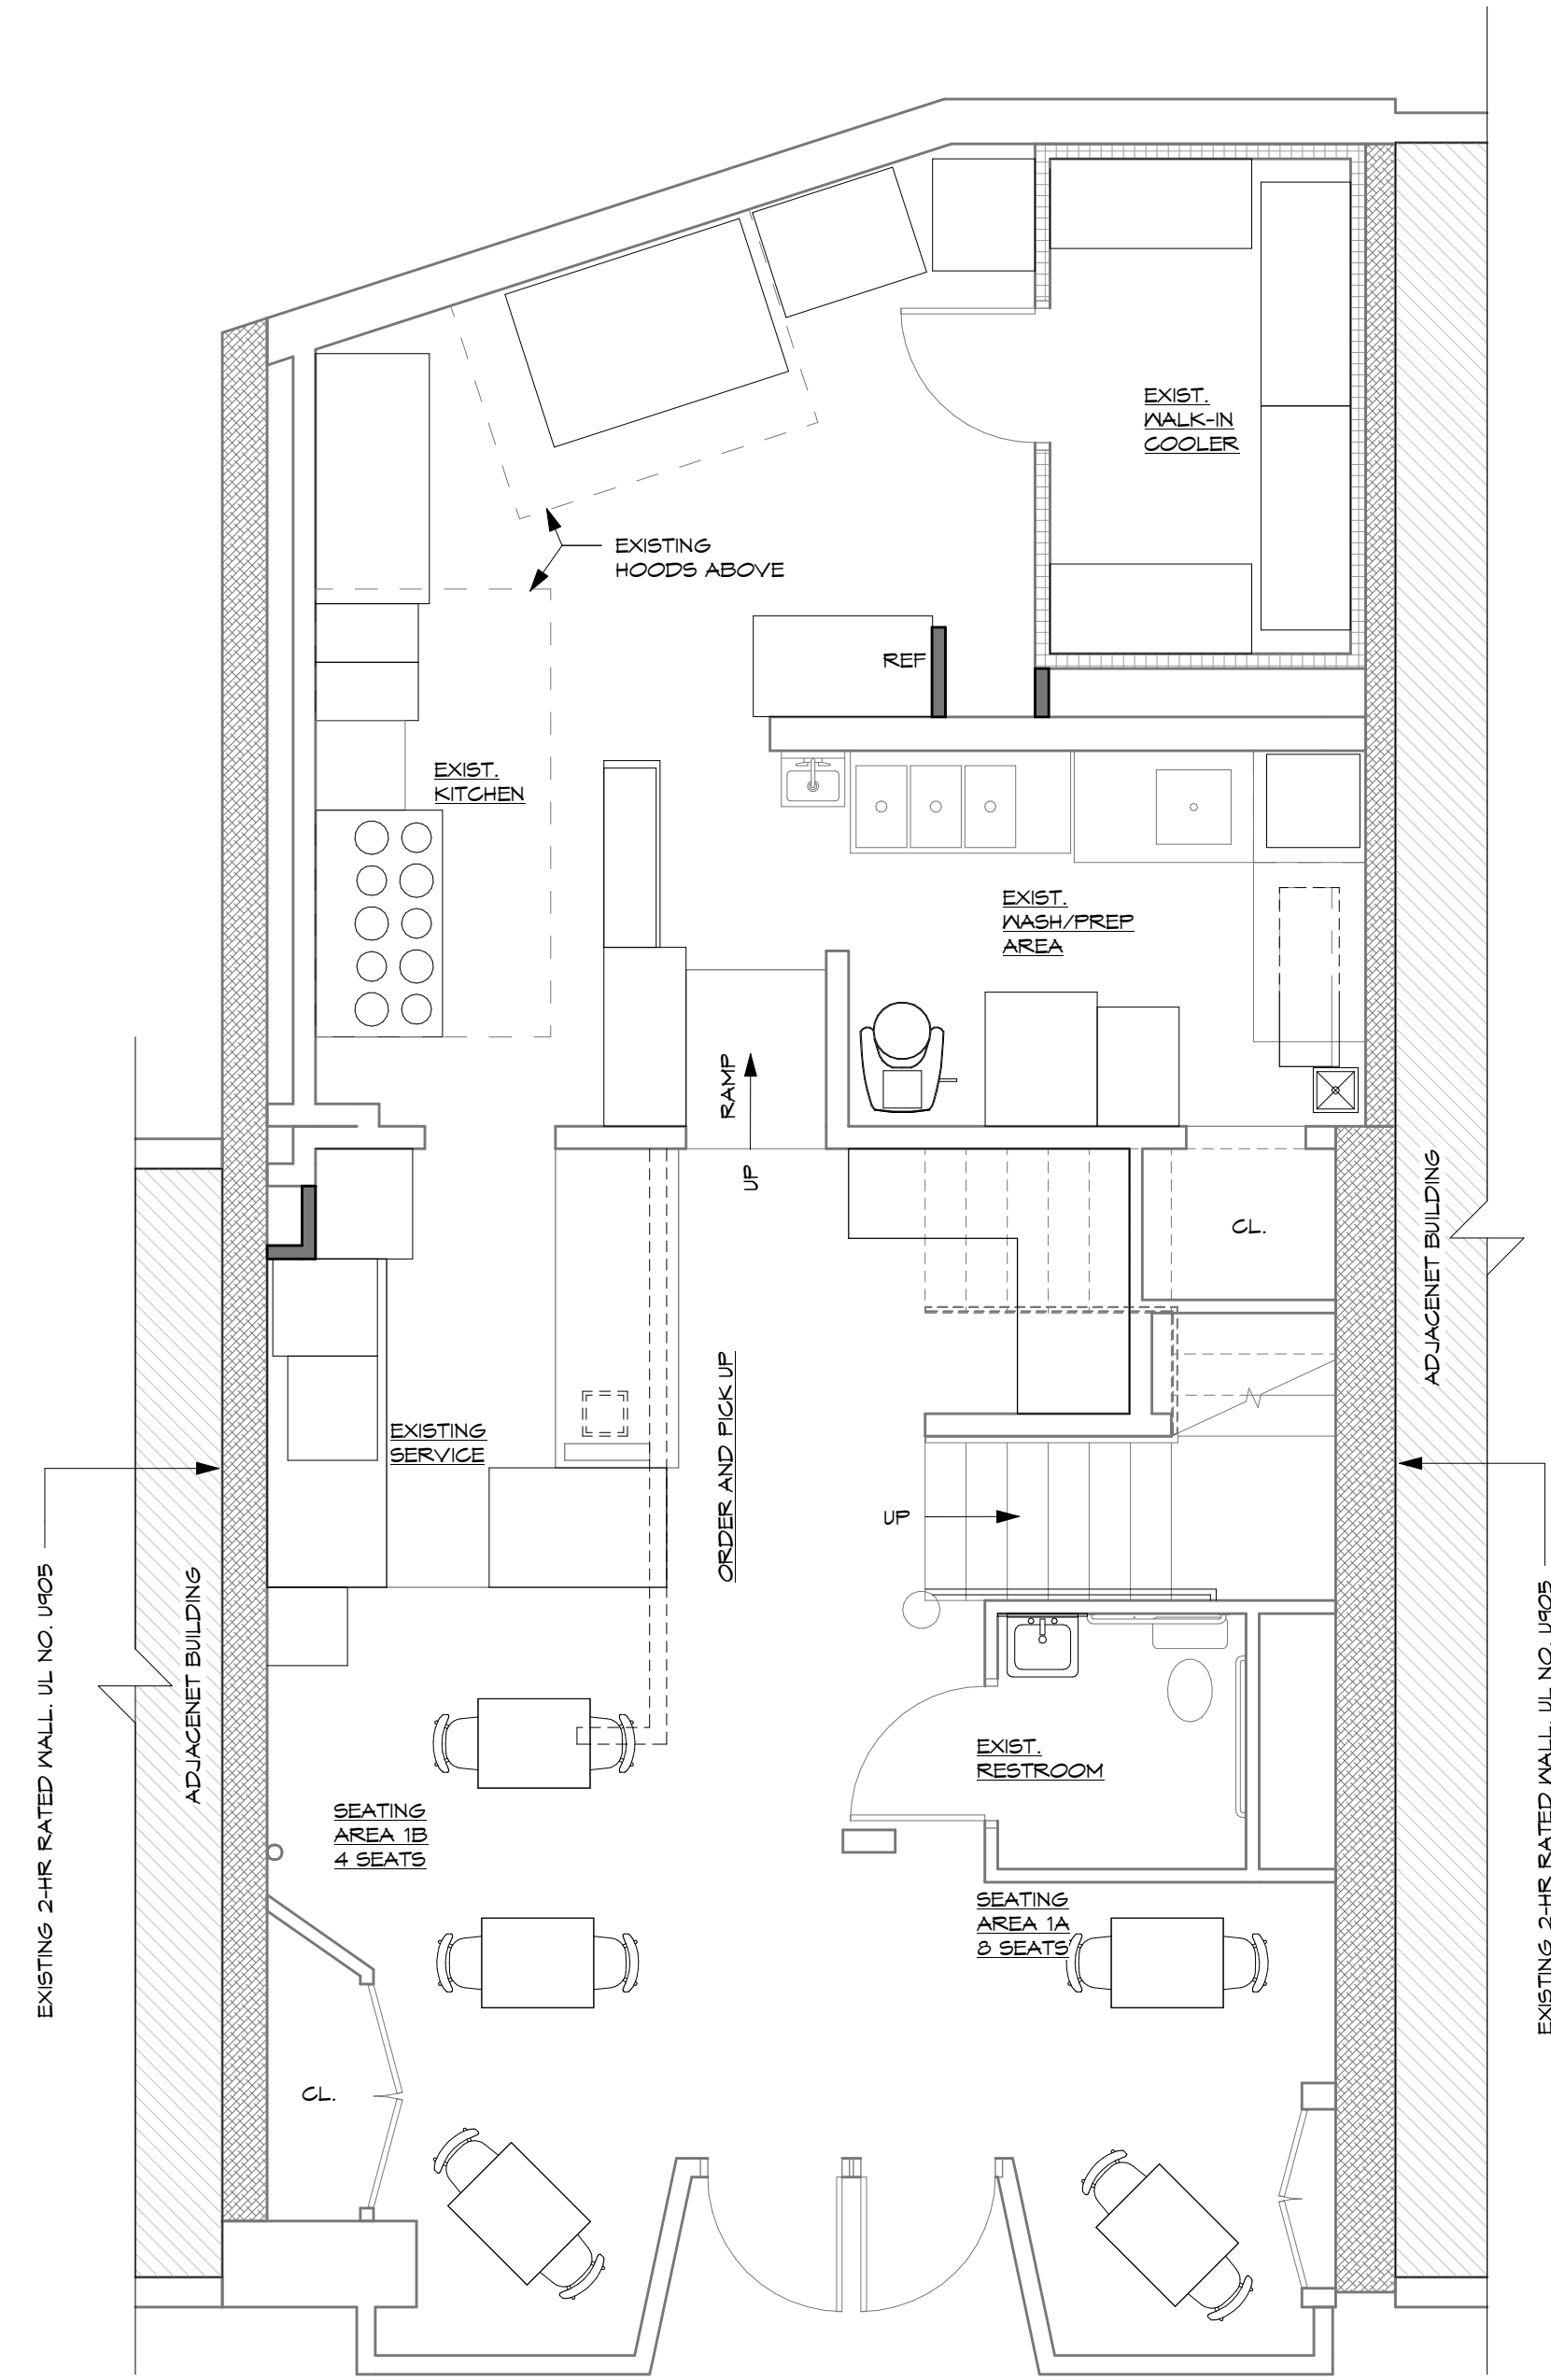 EXIST.
WALK-IN
COOLER
EXISTING
HOODS ABOVE
REF
EXIST.
KITCHEN
EXIST.
WASH/PREP
AREA
RAMP
UP
CL.
ADJACENET BUILDING
EXISTING
SERVICE
ORDER AND PICK UP
UP
EXISTING 2-HR RATED WALL. UL NO. U905
ADJACENET BUILDING
EXISTING 2-HR RATED WALL. UL NO. U905
EXIST.
RESTROOM
SEATING
AREA 1B
4 SEATS
SEATING
AREA 1A
8 SEATS
CL.